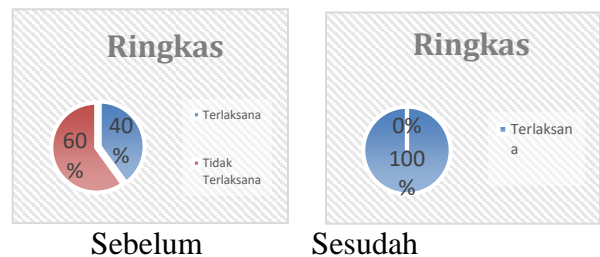 Ringkas
40
%
60
%
Terlaksana
Tidak
Terlaksana
Sebelum
Ringkas
0%
100
%
Terlaksan
a
Sesudah